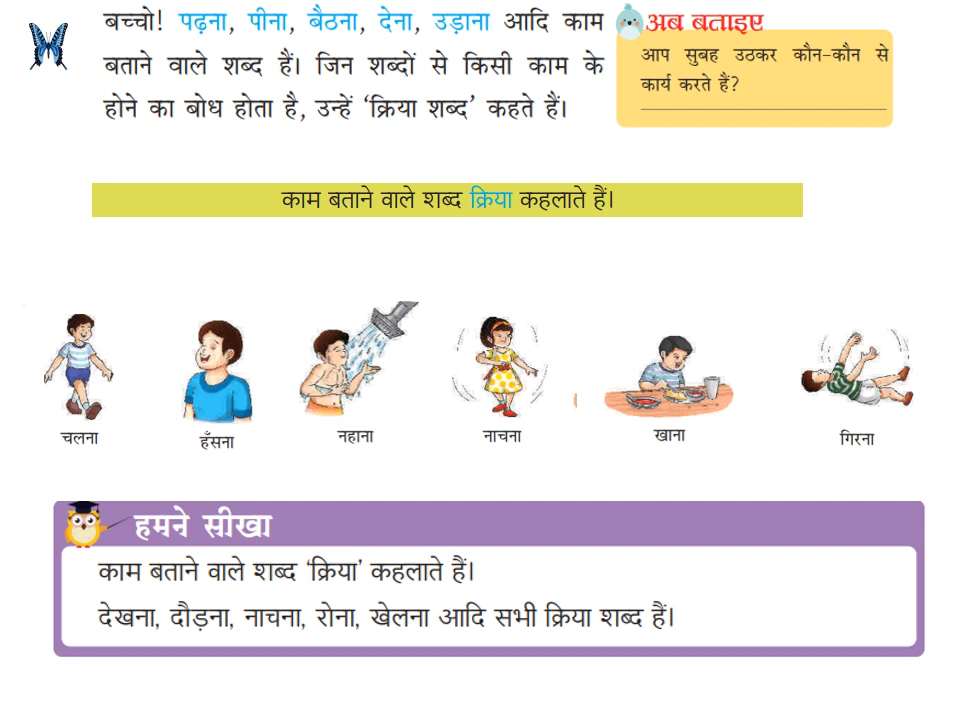 बच्चो! पढ़ना, पीना, बैठना, देना, उड़ाना आदि काम
बताने वाले शब्द हैं। जिन शब्दों से किसी काम के
होने का बोध होता है, उन्हें ‘क्रिया शब्द’ कहते हैं।
अब बताइए
आप सुबह उठकर कौन-कौन से
कार्य करते हैं?
काम बताने वाले शब्द क्रिया कहलाते हैं।
चलना
हँसना
नहाना
नाचना
खाना
गिरना
हमने सीखा
काम बताने वाले शब्द ‘क्रिया’ कहलाते हैं।
देखना, दौड़ना, नाचना, रोना, खेलना आदि सभी क्रिया शब्द हैं।